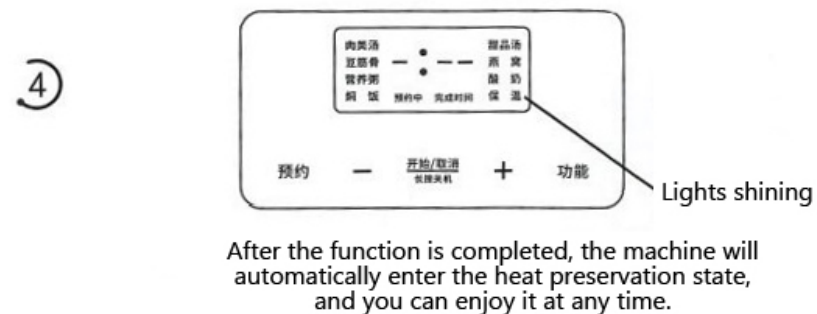 4
肉类汤 甜品汤
豆筋骨 - : -- 燕 窝
营养粥 酸 奶
焖 饭 预约中 完成时间 保 温
预约 － 开始/取消 + 功能
长按关机
Lights shining
After the function is completed, the machine will
automatically enter the heat preservation state,
and you can enjoy it at any time.